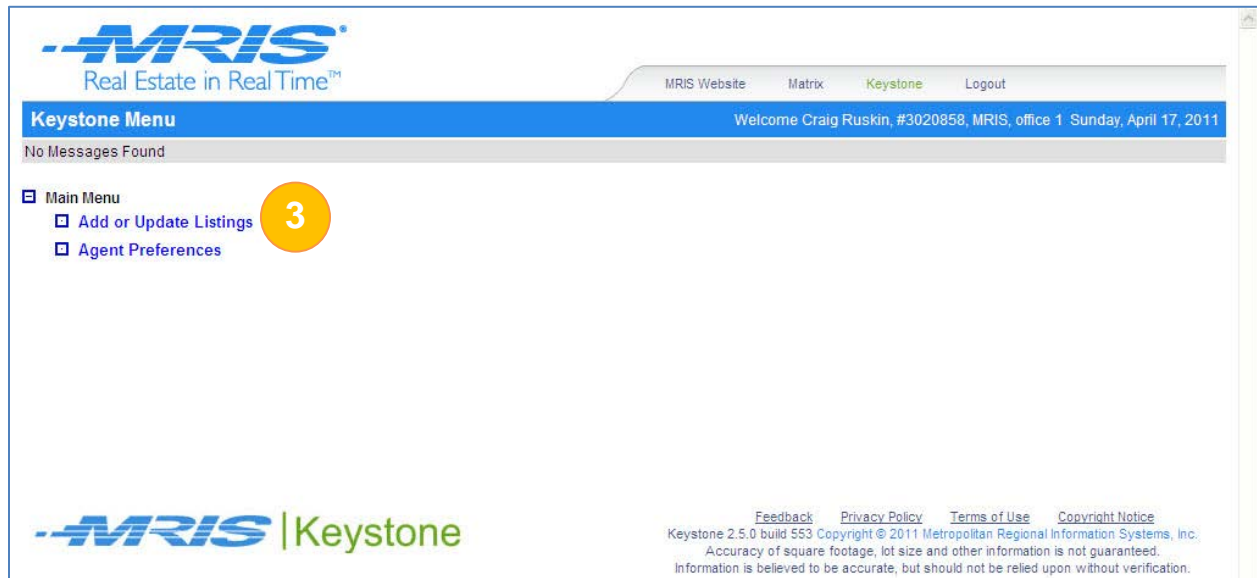 MRIS
Real Estate in Real Time™
MRIS Website Matrix Keystone Logout
Keystone Menu Welcome Craig Ruskin, #3020858, MRIS, office 1 Sunday, April 17, 2011
No Messages Found
Main Menu
Add or Update Listings 3
Agent Preferences
MRIS | Keystone
Feedback Privacy Policy Terms of Use Copyright Notice
Keystone 2.5.0 build 553 Copyright © 2011 Metropolitan Regional Information Systems, Inc.
Accuracy of square footage, lot size and other information is not guaranteed.
Information is believed to be accurate, but should not be relied upon without verification.